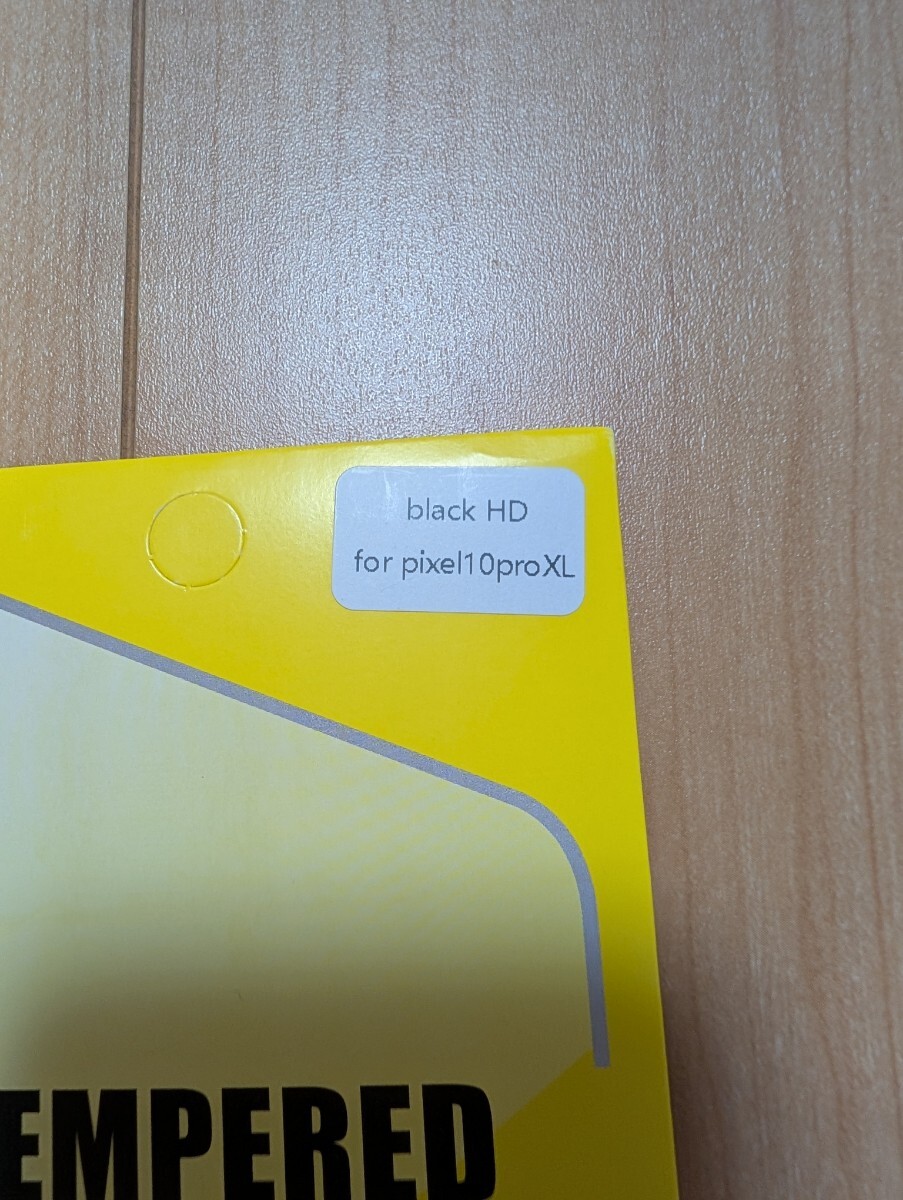 black HD
for pixel10proXL
EMPERED